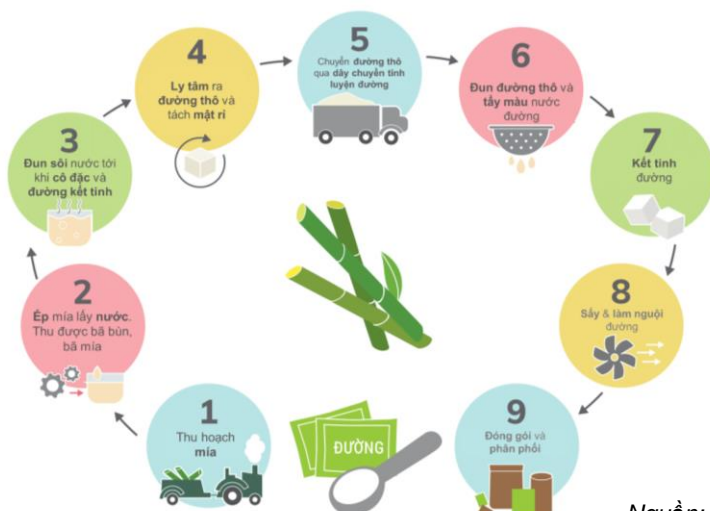 1
Thu hoạch
mía
2
Ép mía lấy nước.
Thu được bã bùn,
bã mía
3
Đun sôi nước tới
khi cô đặc và
đường kết tinh
4
Ly tâm ra
đường thô và
tách mật rỉ
5
Chuyển đường thô
qua dây chuyền tinh
luyện đường
6
Đun đường thô và
tẩy màu nước
đường
7
Kết tinh
đường
8
Sấy & làm nguội
đường
9
Đóng gói và
phân phối
ĐƯỜNG